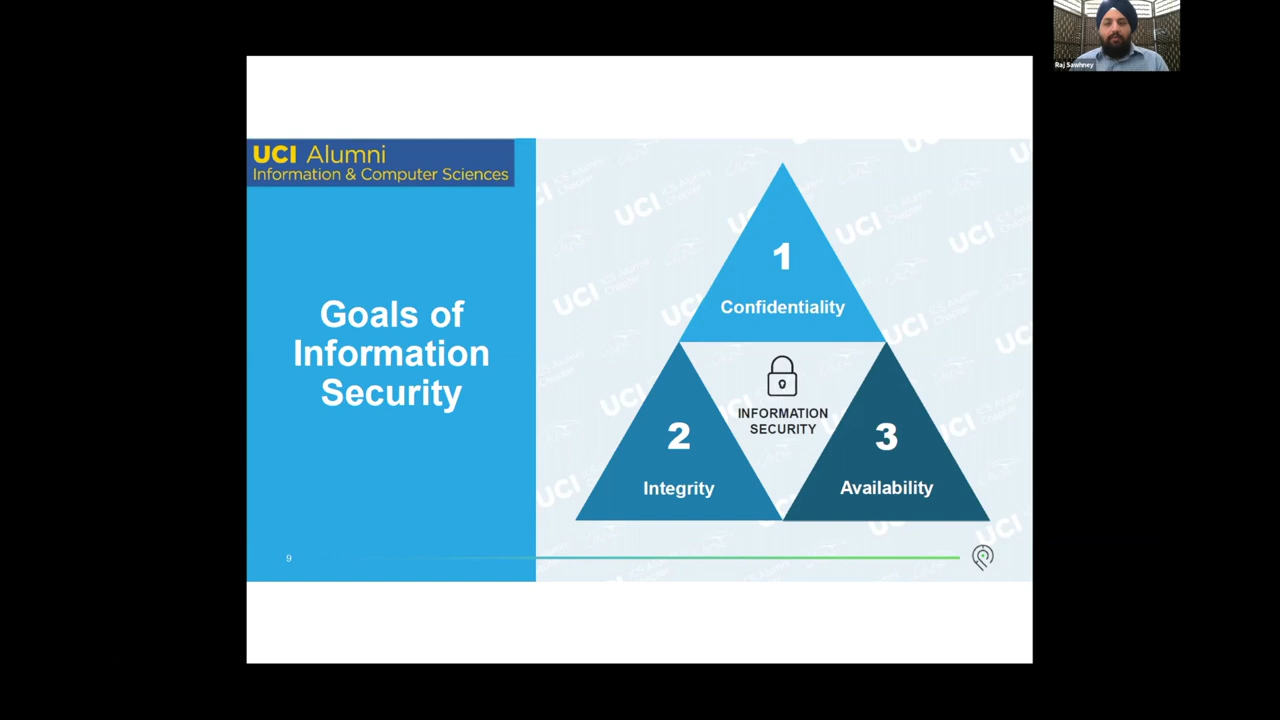 Raj Sawhney
UCI Alumni
Information & Computer Sciences
Goals of
Information
Security
1
Confidentiality
INFORMATION
SECURITY
2
Integrity
3
Availability
9